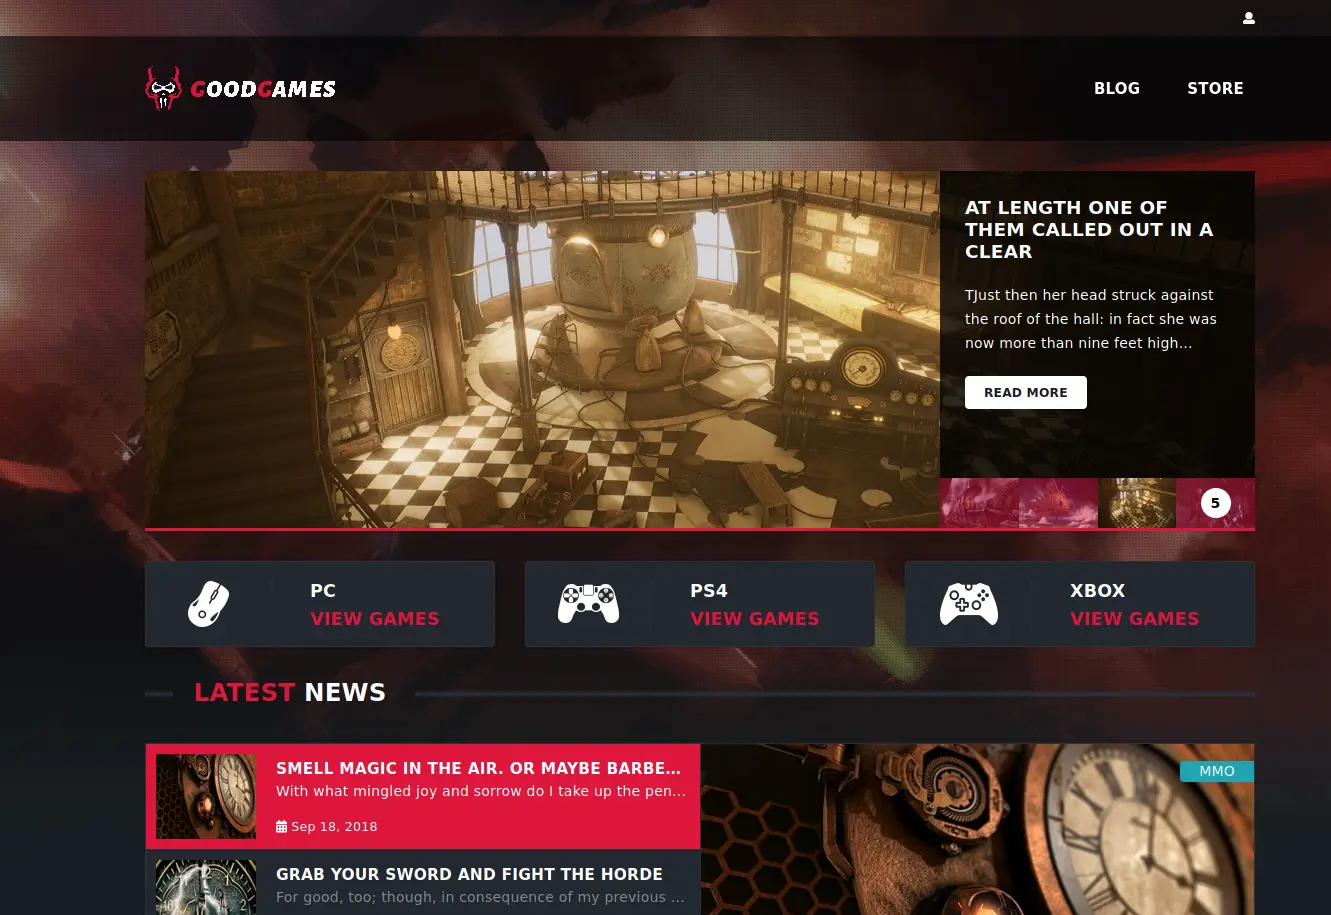 GOODGAMES
BLOG
STORE
AT LENGTH ONE OF
THEM CALLED OUT IN A
CLEAR
TJust then her head struck against
the roof of the hall: in fact she was
now more than nine feet high...
READ MORE
5
PC
VIEW GAMES
PS4
VIEW GAMES
XBOX
VIEW GAMES
LATEST NEWS
SMELL MAGIC IN THE AIR. OR MAYBE BARBE...
With what mingled joy and sorrow do I take up the pen...
Sep 18, 2018
MMO
GRAB YOUR SWORD AND FIGHT THE HORDE
For good, too; though, in consequence of my previous ...